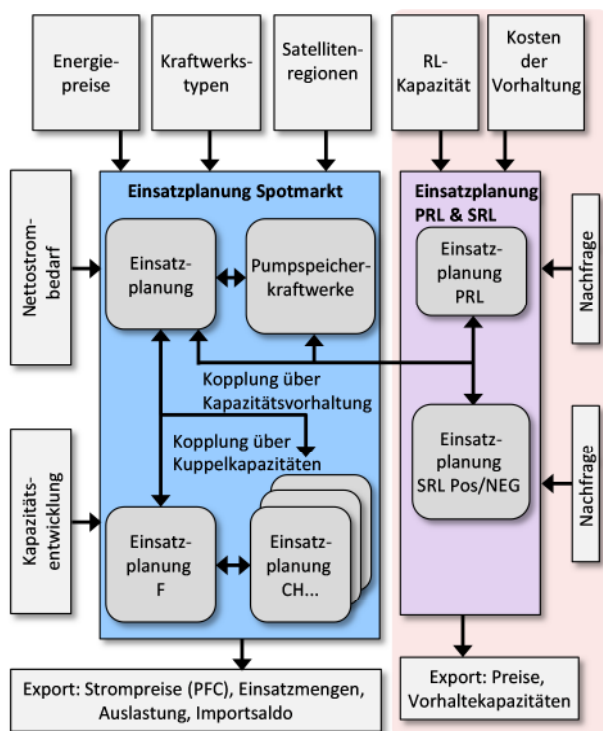 Energie-
preise
Kraftwerks-
typen
Satelliten-
regionen
RL-
Kapazität
Kosten
der
Vorhaltung
Einsatzplanung Spotmarkt
Einsatzplanung
PRL & SRL
Nettostrom-
bedarf
Einsatz-
planung
Pumpspeicher-
kraftwerke
Einsatz-
planung
PRL
Nachfrage
Kopplung über
Kapazitätsvorhaltung
Kopplung über
Kuppelkapazitäten
Einsatz-
planung
SRL Pos/NEG
Nachfrage
Kapazitäts-
entwicklung
Einsatz-
planung
F
Einsatz-
planung
CH...
Export: Strompreise (PFC), Einsatzmengen,
Auslastung, Importsaldo
Export: Preise,
Vorhaltekapazitäten